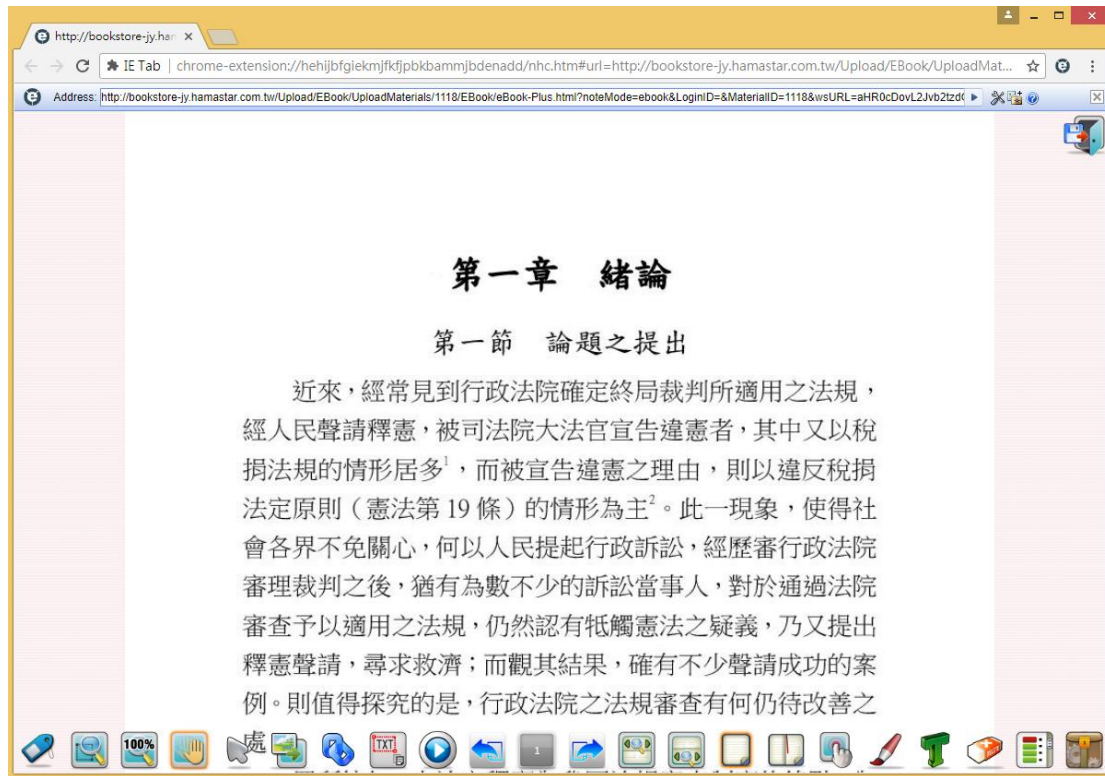 http://bookstore-jy.har
IE Tab | chrome-extension://hehijbfgiekmjfkfjpbkbammjbdenadd/nhc.htm#url=http://bookstore-jy.hamastar.com.tw/Upload/EBook/UploadMat...
Address: http://bookstore-jy.hamastar.com.tw/Upload/EBook/UploadMaterials/1118/EBook/eBook-Plus.html?noteMode=ebook&LoginID=&MaterialID=1118&wsURL=aHR0cDovL2Jvb2tzd
第一章 緒論
第一節 論題之提出
近來，經常見到行政法院確定終局裁判所適用之法規，
經人民聲請釋憲，被司法院大法官宣告違憲者，其中又以稅
捐法規的情形居多1，而被宣告違憲之理由，則以違反稅捐
法定原則（憲法第 19 條）的情形為主2。此一現象，使得社
會各界不免關心，何以人民提起行政訴訟，經歷審行政法院
審理裁判之後，猶有為數不少的訴訟當事人，對於通過法院
審查予以適用之法規，仍然認有牴觸憲法之疑義，乃又提出
釋憲聲請，尋求救濟；而觀其結果，確有不少聲請成功的案
例。則值得探究的是，行政法院之法規審查有何仍待改善之
處
100%
TXT
1